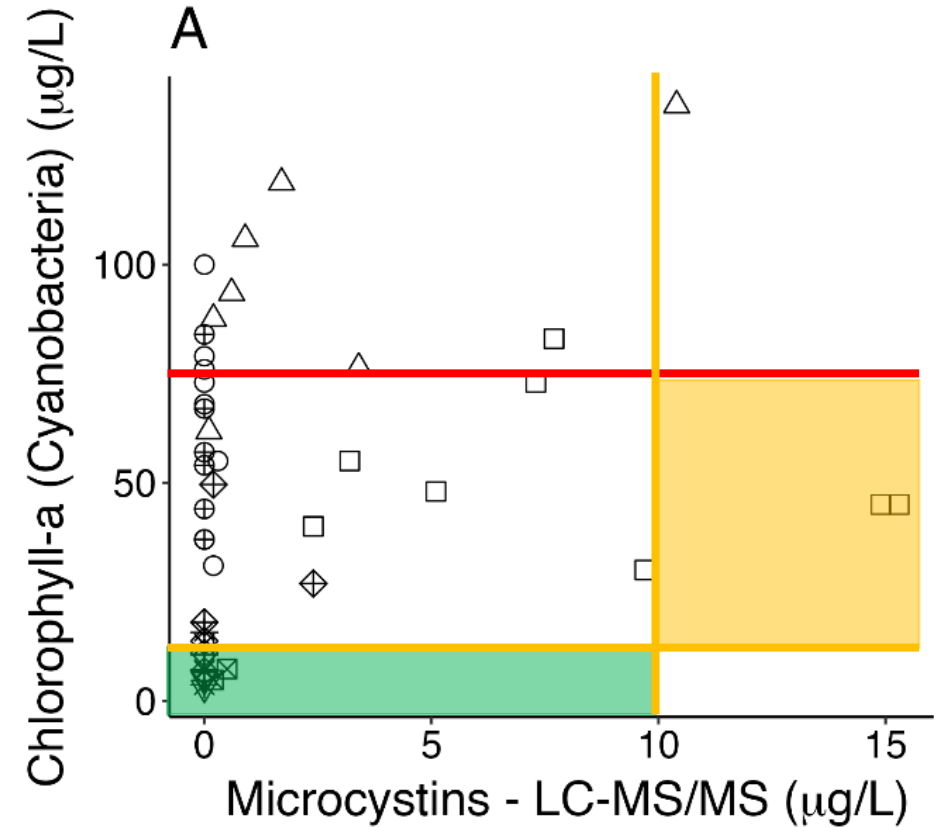 A
Chlorophyll-a (Cyanobacteria) (μg/L)
100
50
0
0 5 10 15
Microcystins - LC-MS/MS (μg/L)